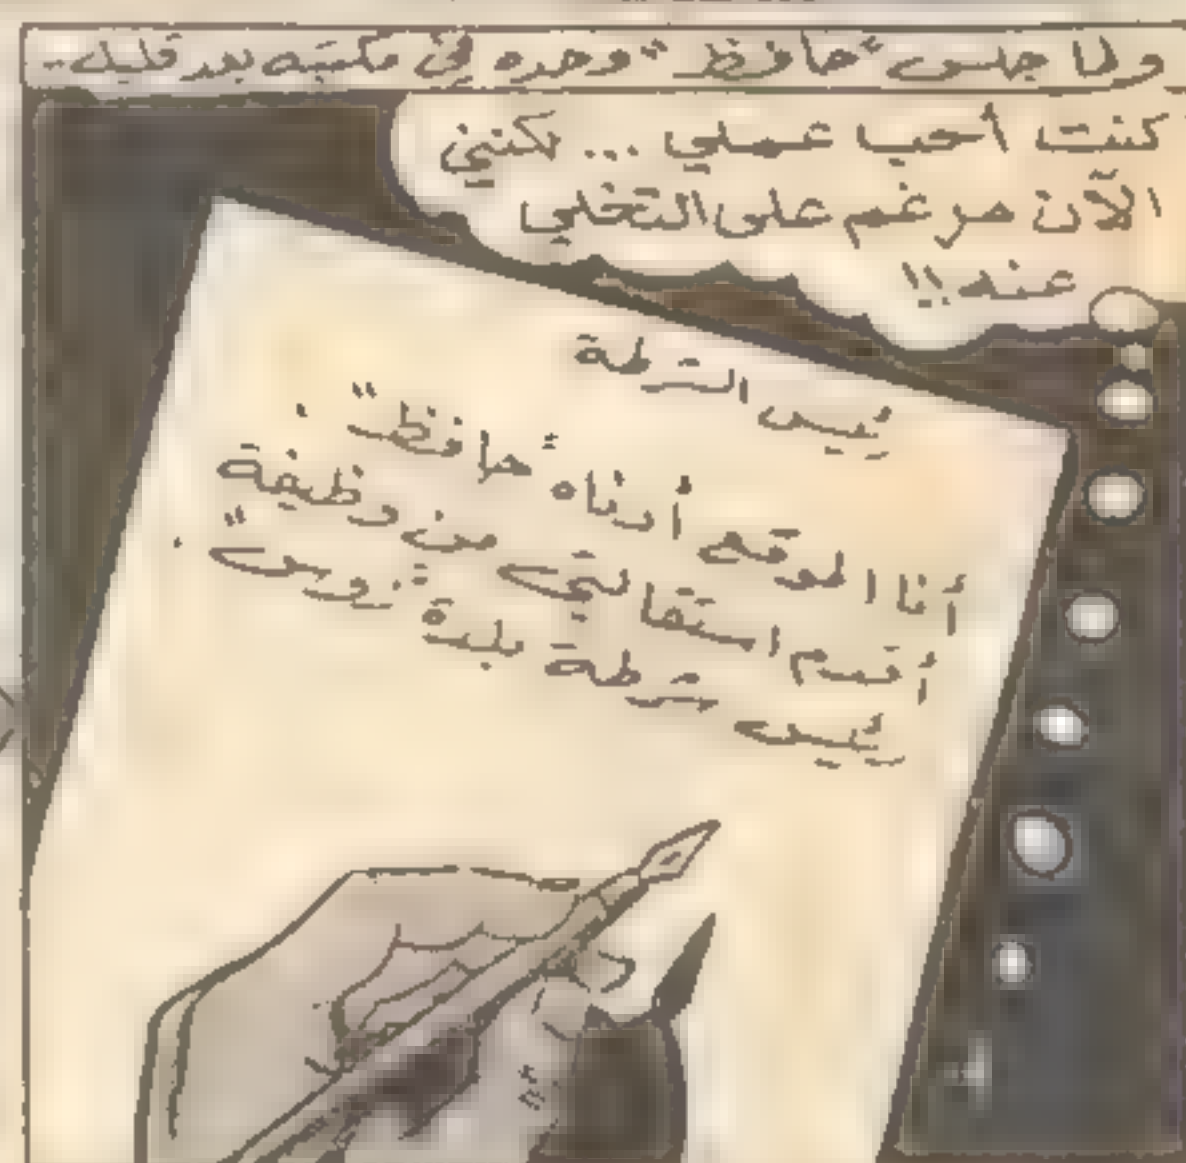 ولما جلس "حافظ" وحده في مكتبه بعد قليل..
كنت أحب عملي ... لكنني
الآن مرغم على التخلي
عنه !!
رئيس الشرطة
أنا الموقع أدناه "حافظ" .
أقدم استقالتي من وظيفة
رئيس شرطة بلدة "زوس" .